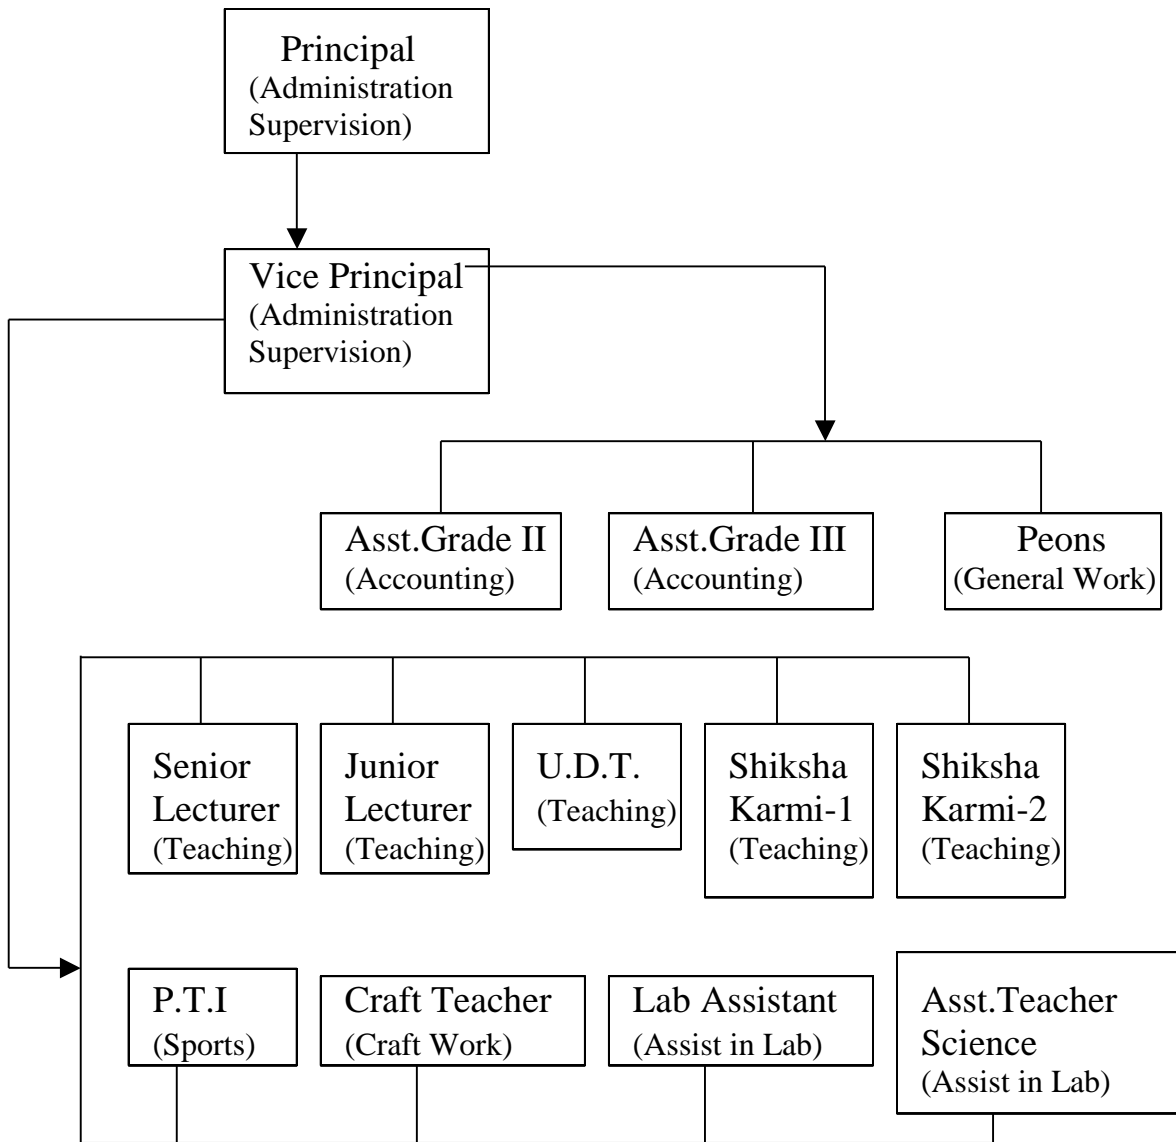 Principal
(Administration
Supervision)
Vice Principal
(Administration
Supervision)
Asst.Grade II
(Accounting)
Asst.Grade III
(Accounting)
Peons
(General Work)
Senior
Lecturer
(Teaching)
Junior
Lecturer
(Teaching)
U.D.T.
(Teaching)
Shiksha
Karmi-1
(Teaching)
Shiksha
Karmi-2
(Teaching)
P.T.I
(Sports)
Craft Teacher
(Craft Work)
Lab Assistant
(Assist in Lab)
Asst.Teacher
Science
(Assist in Lab)